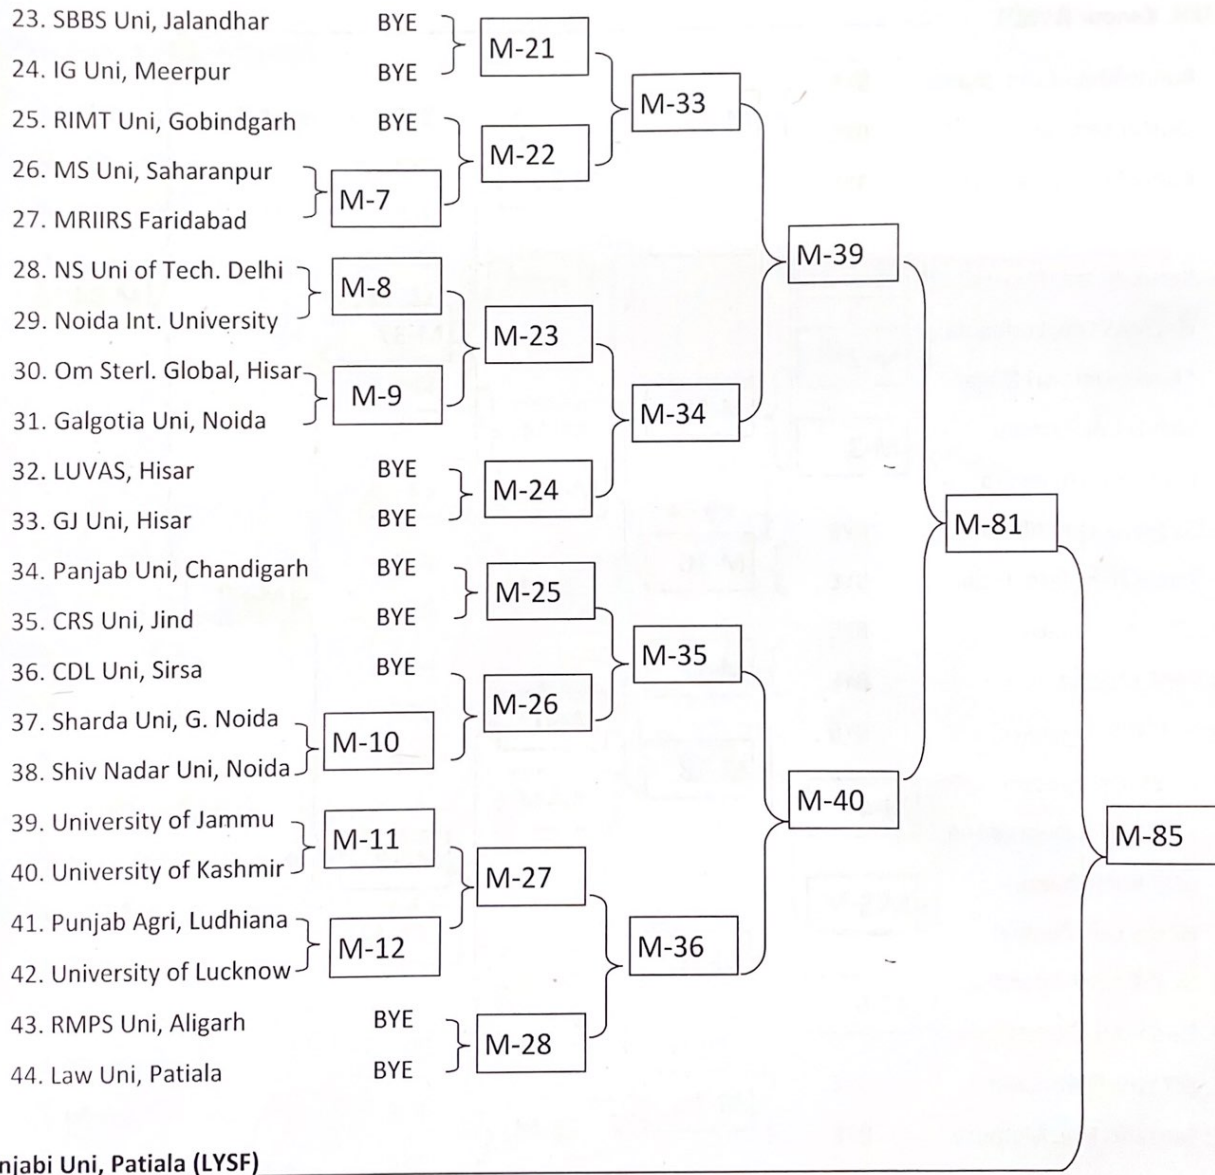 23. SBBS Uni, Jalandhar BYE
M-21
24. IG Uni, Meerpur BYE
M-33
25. RIMT Uni, Gobindgarh BYE
M-22
26. MS Uni, Saharanpur
M-7
27. MRIIRS Faridabad
M-39
28. NS Uni of Tech. Delhi
M-8
29. Noida Int. University
M-23
30. Om Sterl. Global, Hisar
M-9
31. Galgotia Uni, Noida
M-34
32. LUVAS, Hisar BYE
M-24
33. GJ Uni, Hisar BYE
M-81
34. Panjab Uni, Chandigarh BYE
M-25
35. CRS Uni, Jind BYE
M-35
36. CDL Uni, Sirsa BYE
M-26
37. Sharda Uni, G. Noida
M-10
38. Shiv Nadar Uni, Noida
M-40
39. University of Jammu
M-11
M-85
40. University of Kashmir
M-27
41. Punjab Agri, Ludhiana
M-12
M-36
42. University of Lucknow
43. RMPS Uni, Aligarh BYE
M-28
44. Law Uni, Patiala BYE
njabi Uni, Patiala (LYSF)